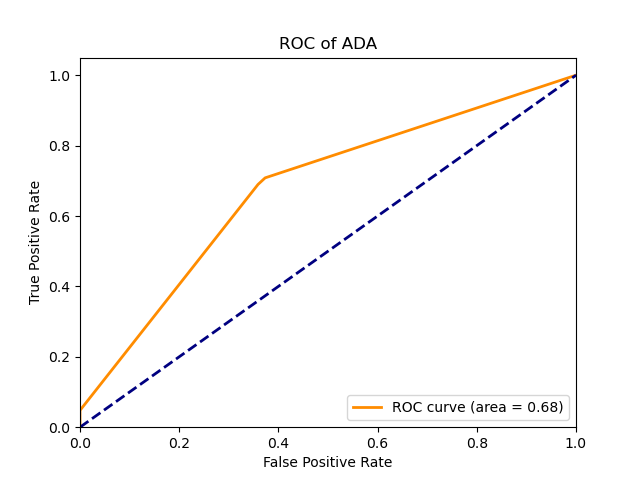 ROC of ADA
True Positive Rate
1.0
0.8
0.6
0.4
0.2
0.0
ROC curve (area = 0.68)
0.0 0.2 0.4 0.6 0.8 1.0
False Positive Rate